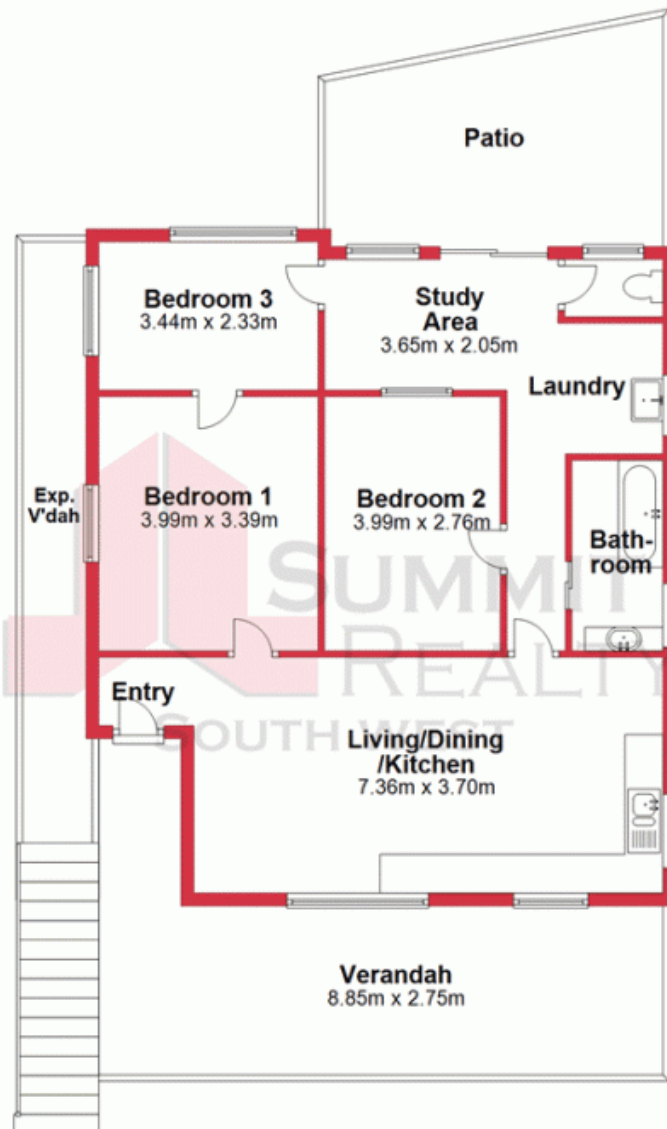 Patio
Bedroom 3
3.44m x 2.33m
Study
Area
3.65m x 2.05m
Laundry
Exp.
V'dah
Bedroom 1
3.99m x 3.39m
Bedroom 2
3.99m x 2.76m
Bath-
room
SUMMIT
REALTY
SOUTH WEST
Entry
Living/Dining
/Kitchen
7.36m x 3.70m
Verandah
8.85m x 2.75m